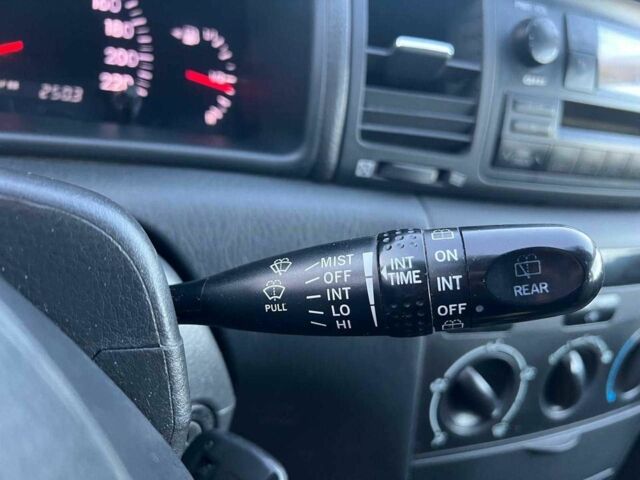 160
180
200
220
2503
MIST
OFF
INT
LO
HI
PULL
INT
TIME
ON
INT
OFF
REAR